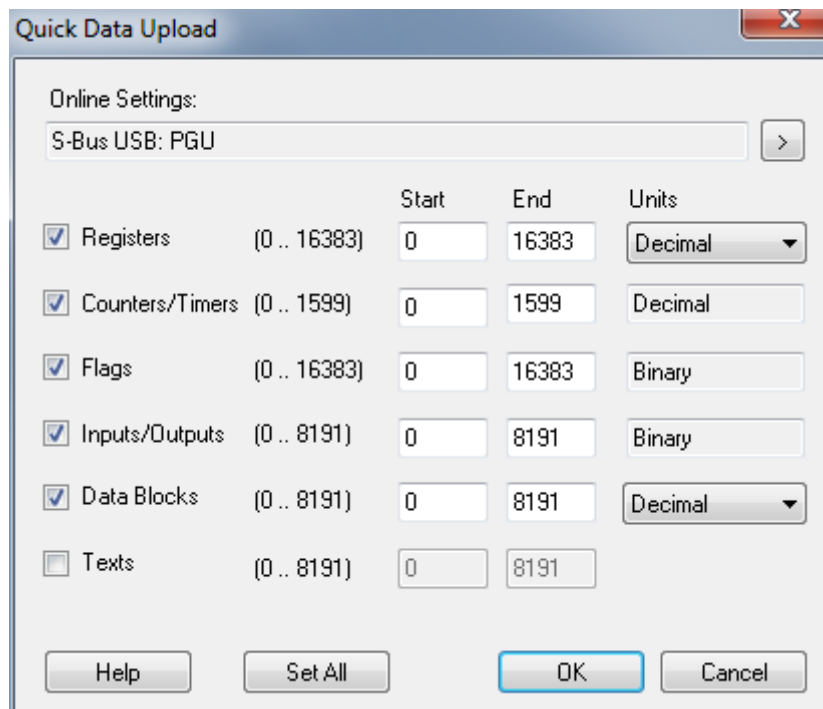 Quick Data Upload
X
Online Settings:
S-Bus USB: PGU >
Start End Units
Registers (0 .. 16383) 0 16383 Decimal
Counters/Timers (0 .. 1599) 0 1599 Decimal
Flags (0 .. 16383) 0 16383 Binary
Inputs/Outputs (0 .. 8191) 0 8191 Binary
Data Blocks (0 .. 8191) 0 8191 Decimal
Texts (0 .. 8191) 0 8191
Help Set All OK Cancel